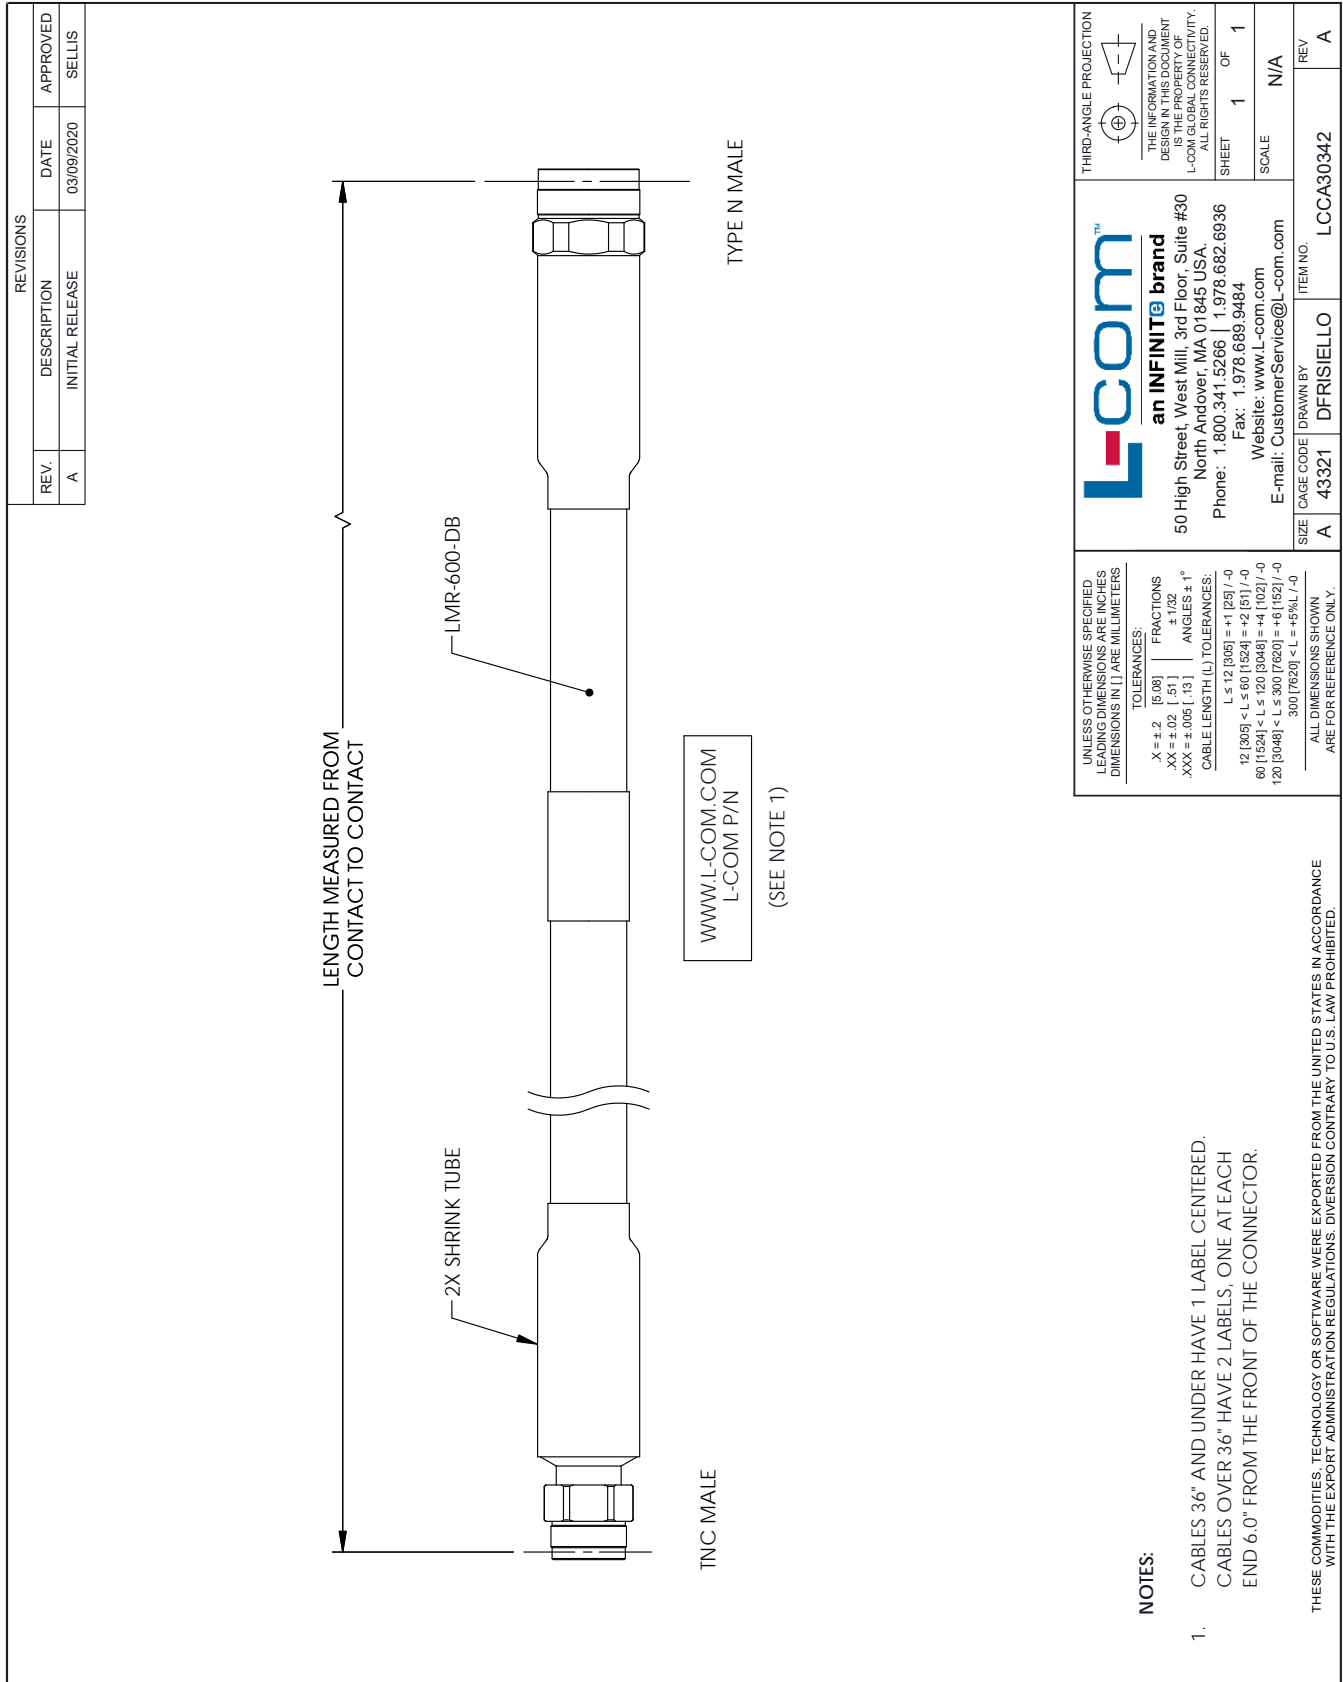 REVISIONS
REV. DESCRIPTION DATE APPROVED
A INITIAL RELEASE 03/09/2020 SELLIS
LENGTH MEASURED FROM
CONTACT TO CONTACT
2X SHRINK TUBE
LMR-600-DB
TNC MALE
TYPE N MALE
WWW.L-COM.COM
L-COM P/N
(SEE NOTE 1)
NOTES:
1. CABLES 36" AND UNDER HAVE 1 LABEL CENTERED.
CABLES OVER 36" HAVE 2 LABELS, ONE AT EACH
END 6.0" FROM THE FRONT OF THE CONNECTOR.
THESE COMMODITIES, TECHNOLOGY OR SOFTWARE WERE EXPORTED FROM THE UNITED STATES IN ACCORDANCE
WITH THE EXPORT ADMINISTRATION REGULATIONS. DIVERSION CONTRARY TO U.S. LAW PROHIBITED.
UNLESS OTHERWISE SPECIFIED
LEADING DIMENSIONS ARE INCHES
DIMENSIONS IN [ ] ARE MILLIMETERS
TOLERANCES:
.X = ±.2 [5.08] FRACTIONS
.XX = ±.02 [.51] ± 1/32
.XXX = ±.005 [.13] ANGLES ± 1°
CABLE LENGTH (L) TOLERANCES:
L ≤ 12 [305] = +1 [25] / -0
12 [305] < L ≤ 60 [1524] = +2 [51] / -0
60 [1524] < L ≤ 120 [3048] = +4 [102] / -0
120 [3048] < L ≤ 300 [7620] = +6 [152] / -0
300 [7620] < L = +5%L / -0
ALL DIMENSIONS SHOWN
ARE FOR REFERENCE ONLY.
L-com™
an INFINITe brand
50 High Street, West Mill, 3rd Floor, Suite #30
North Andover, MA 01845 USA.
Phone: 1.800.341.5266 | 1.978.682.6936
Fax: 1.978.689.9484
Website: www.L-com.com
E-mail: CustomerService@L-com.com
THIRD-ANGLE PROJECTION
THE INFORMATION AND
DESIGN IN THIS DOCUMENT
IS THE PROPERTY OF
L-COM GLOBAL CONNECTIVITY.
ALL RIGHTS RESERVED.
SHEET 1 OF 1
SCALE N/A
SIZE A
CAGE CODE 43321
DRAWN BY DFRISIELLO
ITEM NO. LCCA30342
REV A